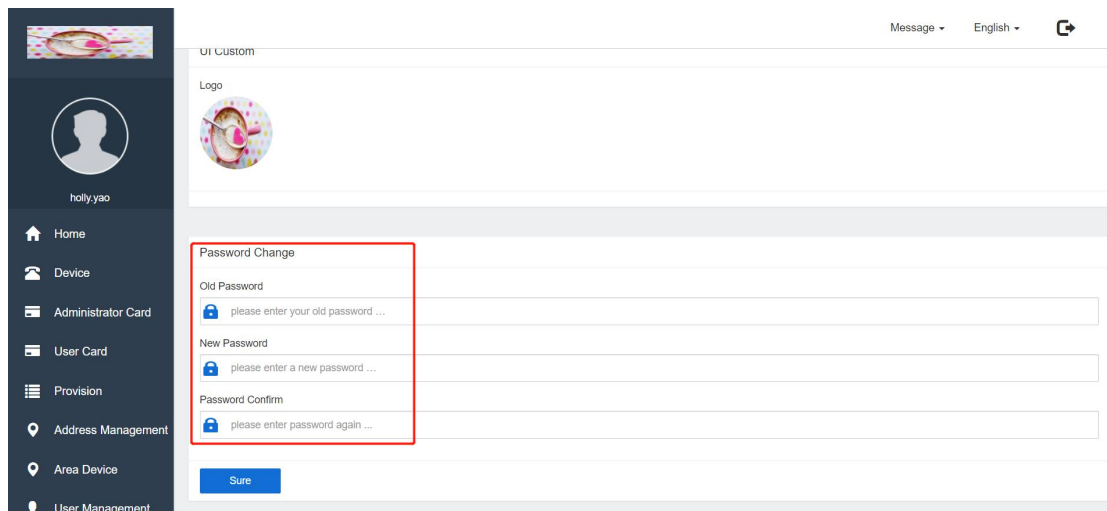 Message
English
UI Custom
Logo
holly.yao
Home
Device
Administrator Card
User Card
Provision
Address Management
Area Device
User Management
Password Change
Old Password
please enter your old password ...
New Password
please enter a new password ...
Password Confirm
please enter password again ...
Sure